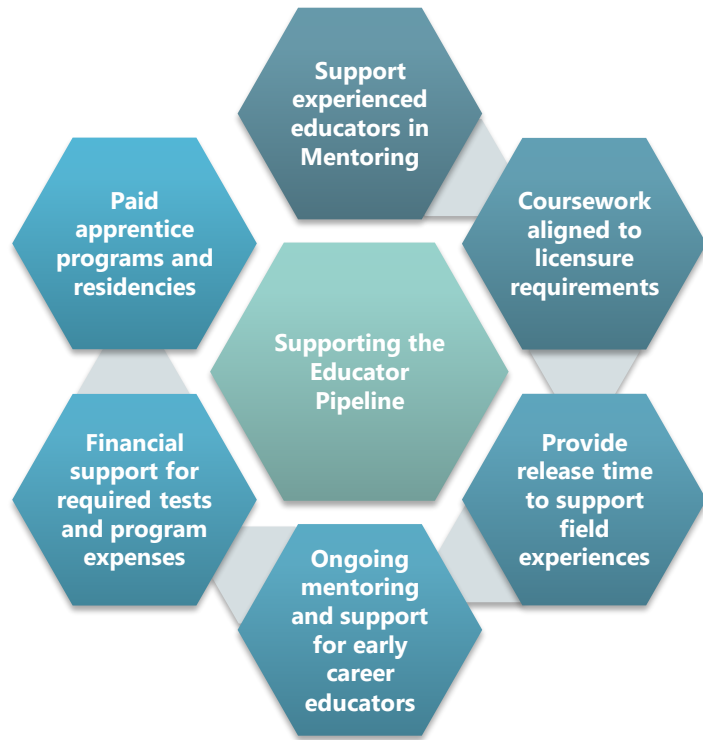 Support
experienced
educators in
Mentoring
Coursework
aligned to
licensure
requirements
Provide
release time
to support
field
experiences
Ongoing
mentoring
and support
for early
career
educators
Financial
support for
required tests
and program
expenses
Paid
apprentice
programs and
residencies
Supporting the
Educator
Pipeline